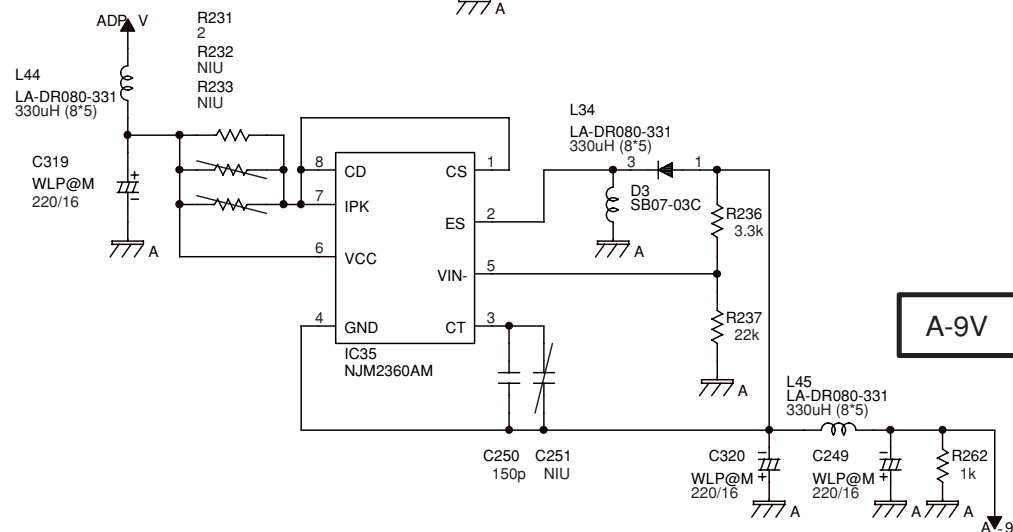 A
ADP V
R231
2
R232
NIU
R233
NIU
L44
LA-DR080-331
330uH (8*5)
C319
WLP@M
220/16
A
8
CD
7
IPK
6
VCC
4
GND
CS
1
ES
2
VIN-
5
CT
3
IC35
NJM2360AM
L34
LA-DR080-331
330uH (8*5)
3
1
D3
SB07-03C
A
R236
3.3k
R237
22k
A
A-9V
C250
150p
C251
NIU
L45
LA-DR080-331
330uH (8*5)
C320
WLP@M
220/16
A
C249
WLP@M
220/16
A
R262
1k
A
A -9